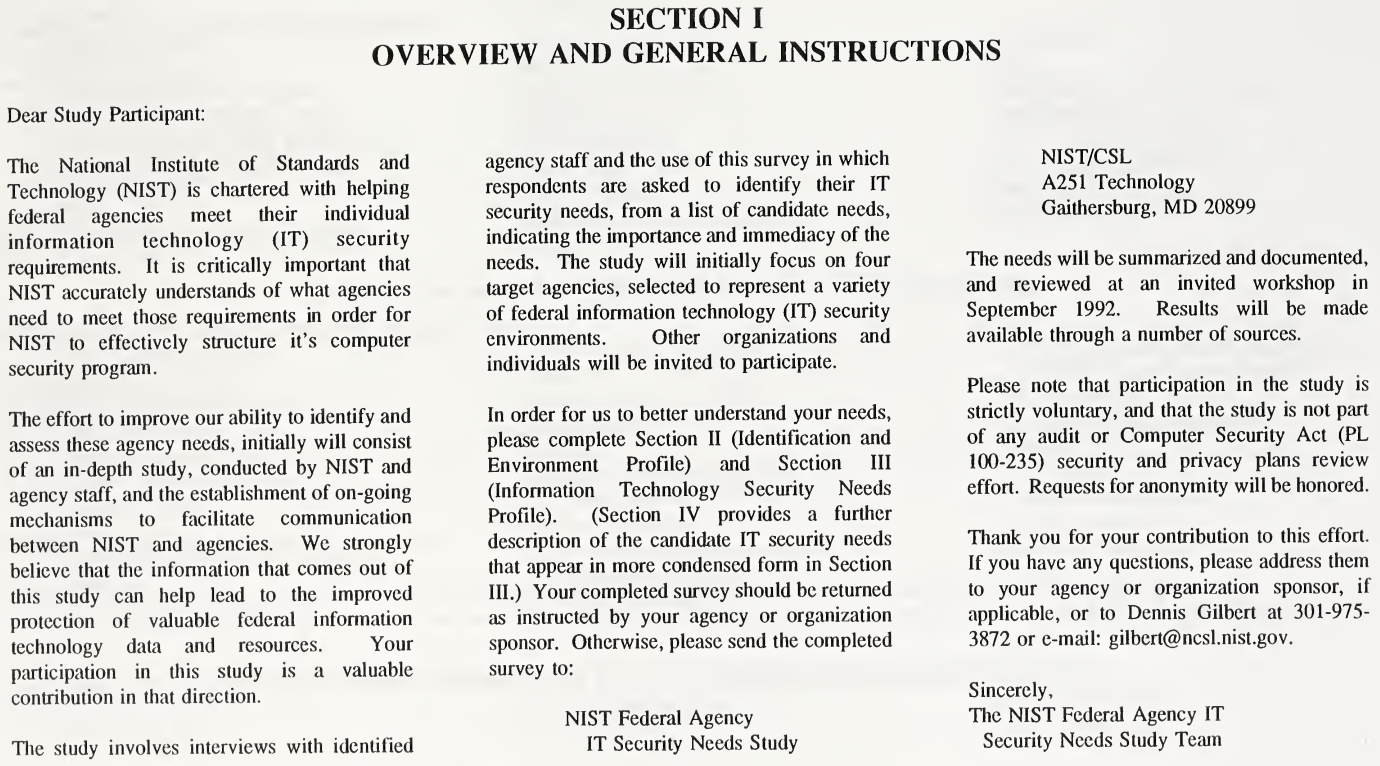 SECTION I
OVERVIEW AND GENERAL INSTRUCTIONS
Dear Study Participant:
The National Institute of Standards and
Technology (NIST) is chartered with helping
federal agencies meet their individual
information technology (IT) security
requirements. It is critically important that
NIST accurately understands of what agencies
need to meet those requirements in order for
NIST to effectively structure it's computer
security program.
The effort to improve our ability to identify and
assess these agency needs, initially will consist
of an in-depth study, conducted by NIST and
agency staff, and the establishment of on-going
mechanisms to facilitate communication
between NIST and agencies. We strongly
believe that the information that comes out of
this study can help lead to the improved
protection of valuable federal information
technology data and resources. Your
participation in this study is a valuable
contribution in that direction.
The study involves interviews with identified
agency staff and the use of this survey in which
respondents are asked to identify their IT
security needs, from a list of candidate needs,
indicating the importance and immediacy of the
needs. The study will initially focus on four
target agencies, selected to represent a variety
of federal information technology (IT) security
environments. Other organizations and
individuals will be invited to participate.
In order for us to better understand your needs,
please complete Section II (Identification and
Environment Profile) and Section III
(Information Technology Security Needs
Profile). (Section IV provides a further
description of the candidate IT security needs
that appear in more condensed form in Section
III.) Your completed survey should be returned
as instructed by your agency or organization
sponsor. Otherwise, please send the completed
survey to:
NIST Federal Agency
IT Security Needs Study
NIST/CSL
A251 Technology
Gaithersburg, MD 20899
The needs will be summarized and documented,
and reviewed at an invited workshop in
September 1992. Results will be made
available through a number of sources.
Please note that participation in the study is
strictly voluntary, and that the study is not part
of any audit or Computer Security Act (PL
100-235) security and privacy plans review
effort. Requests for anonymity will be honored.
Thank you for your contribution to this effort.
If you have any questions, please address them
to your agency or organization sponsor, if
applicable, or to Dennis Gilbert at 301-975-
3872 or e-mail: gilbert@ncsl.nist.gov.
Sincerely,
The NIST Federal Agency IT
Security Needs Study Team